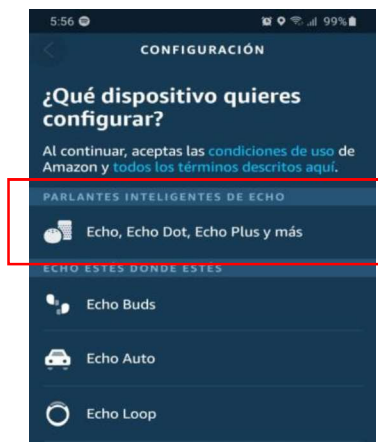 5:56 99%
CONFIGURACIÓN
¿Qué dispositivo quieres
configurar?
Al continuar, aceptas las condiciones de uso de
Amazon y todos los términos descritos aquí.
PARLANTES INTELIGENTES DE ECHO
Echo, Echo Dot, Echo Plus y más
ECHO ESTÉS DONDE ESTÉS
Echo Buds
Echo Auto
Echo Loop